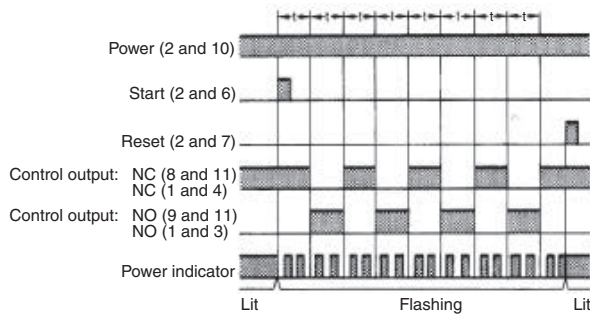 t t t t t t t t
Power (2 and 10)
Start (2 and 6)
Reset (2 and 7)
Control output: NC (8 and 11)
NC (1 and 4)
Control output: NO (9 and 11)
NO (1 and 3)
Power indicator
Lit Flashing Lit